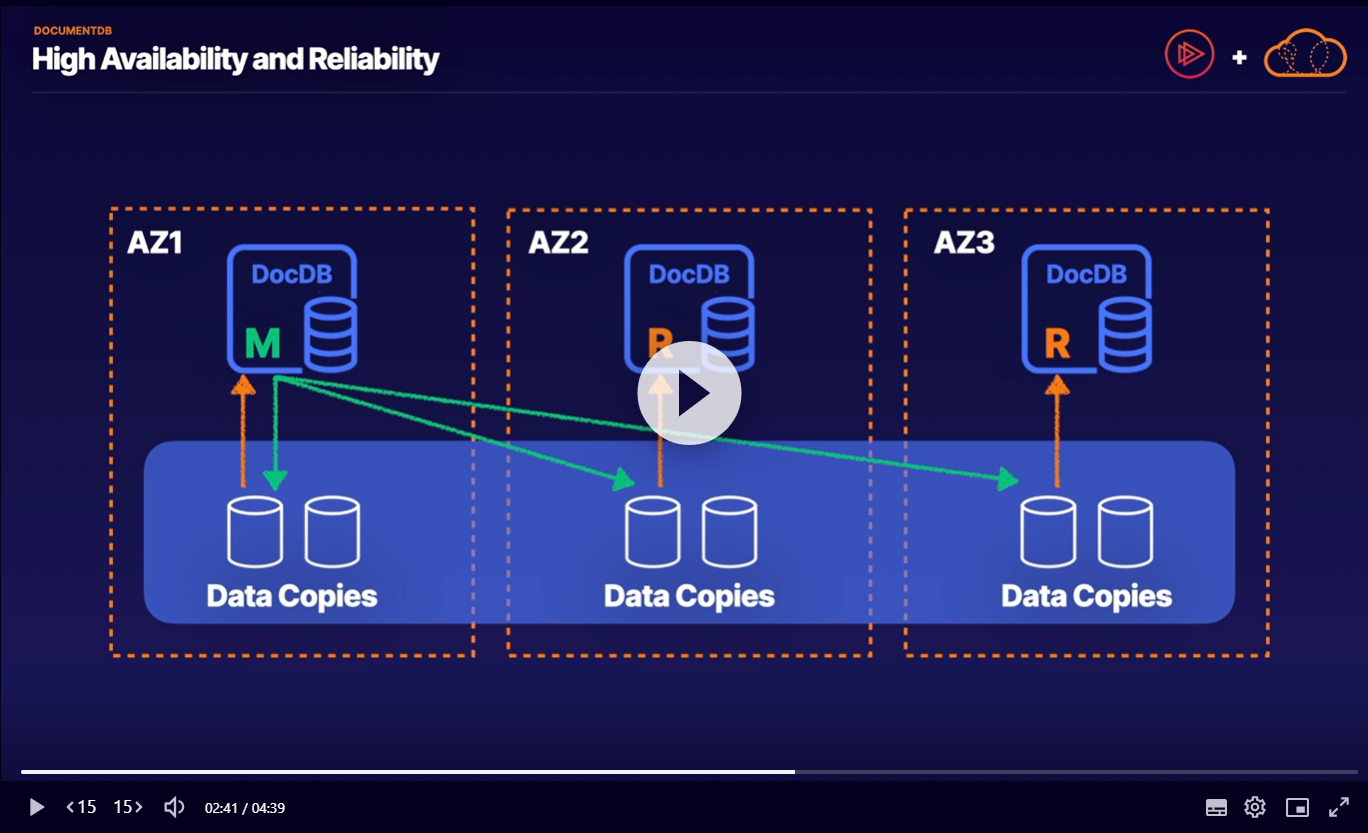 DOCUMENTDB
High Availability and Reliability
AZ1
DocDB
M
AZ2
DocDB
R
AZ3
DocDB
R
Data Copies
Data Copies
Data Copies
15
15
02:41 / 04:39